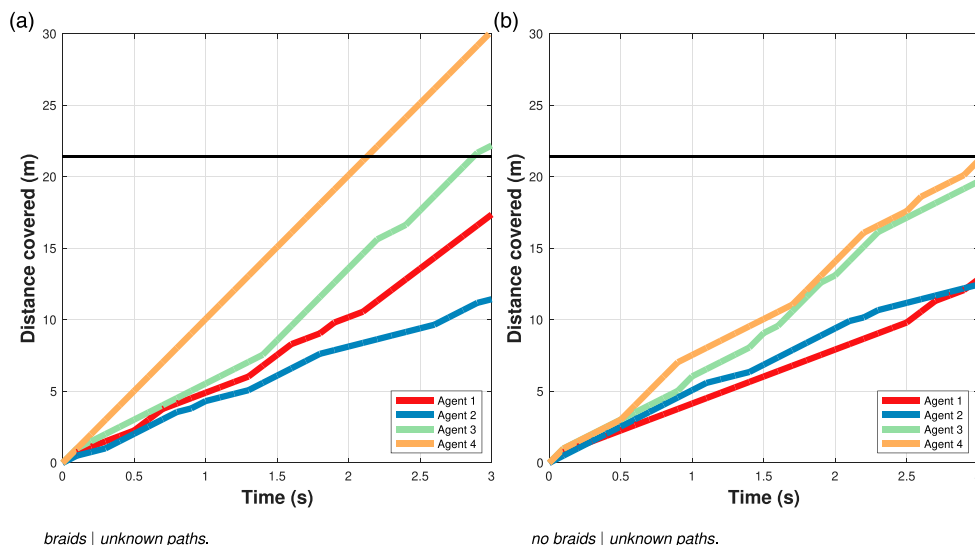 (a)
30
25
20
15
10
5
0
Distance covered (m)
0 0.5 1 1.5 2 2.5 3
Time (s)
Agent 1
Agent 2
Agent 3
Agent 4
braids | unknown paths.
(b)
30
25
20
15
10
5
0
Distance covered (m)
0 0.5 1 1.5 2 2.5
Time (s)
Agent 1
Agent 2
Agent 3
Agent 4
no braids | unknown paths.